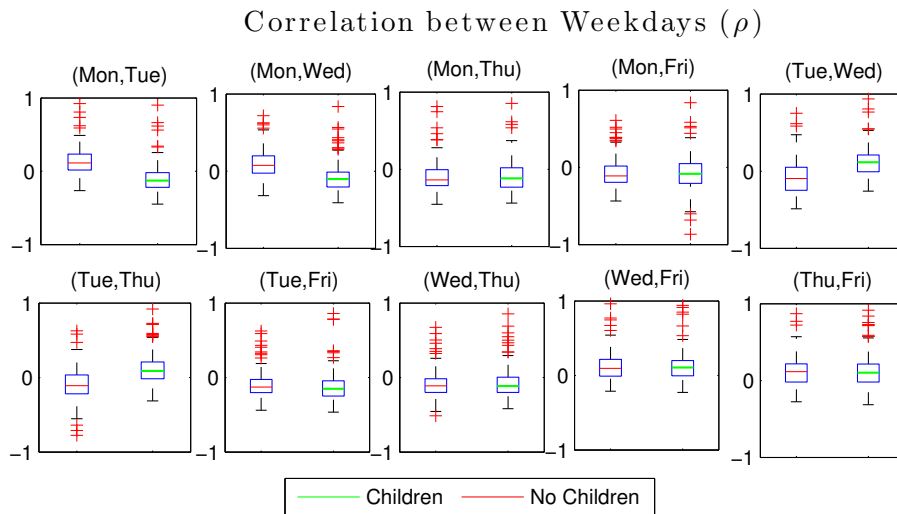 Correlation between Weekdays (ρ)
(Mon,Tue)
(Mon,Wed)
(Mon,Thu)
(Mon,Fri)
(Tue,Wed)
1
0
−1
1
0
−1
1
0
−1
1
0
−1
1
0
−1
(Tue,Thu)
(Tue,Fri)
(Wed,Thu)
(Wed,Fri)
(Thu,Fri)
1
0
−1
1
0
−1
1
0
−1
1
0
−1
1
0
−1
Children
No Children